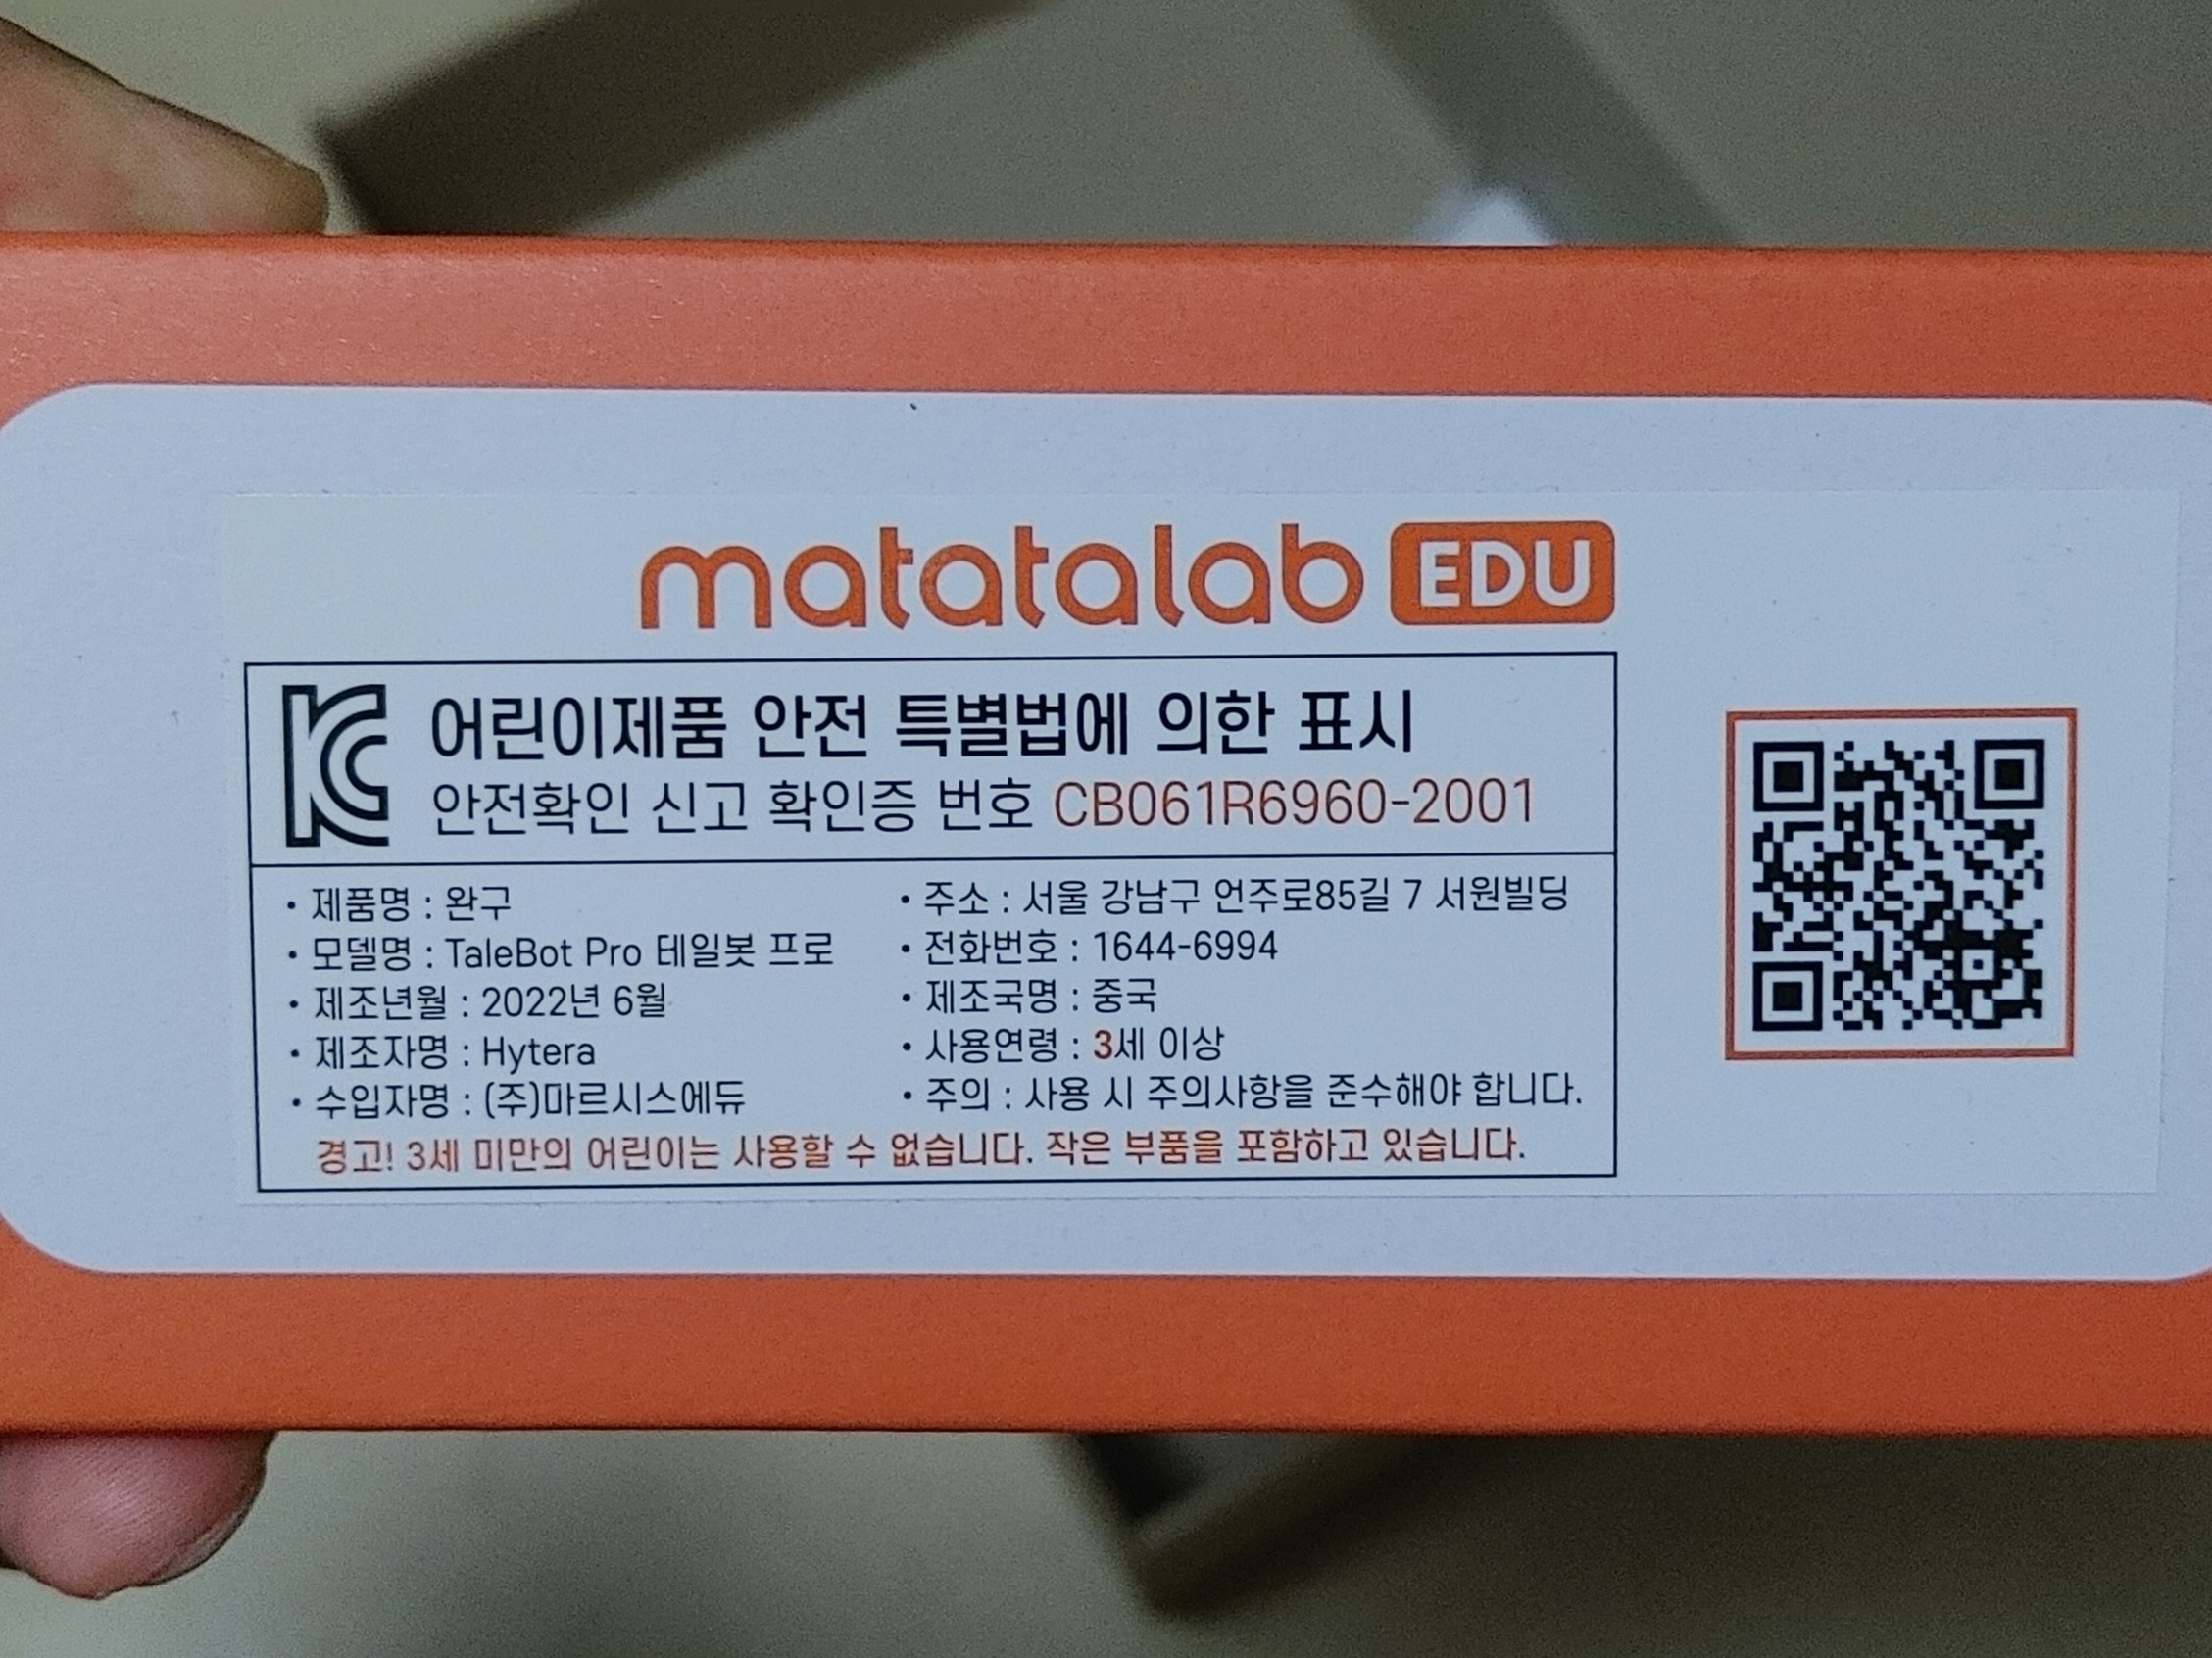 matatalab EDU
어린이제품 안전 특별법에 의한 표시
안전확인 신고 확인증 번호 CB061R6960-2001
• 제품명 : 완구
• 모델명 : TaleBot Pro 테일봇 프로
• 제조년월 : 2022년 6월
• 제조자명 : Hytera
• 수입자명 : (주)마르시스에듀
• 주소 : 서울 강남구 언주로85길 7 서원빌딩
• 전화번호 : 1644-6994
• 제조국명 : 중국
• 사용연령 : 3세 이상
• 주의 : 사용 시 주의사항을 준수해야 합니다.
경고! 3세 미만의 어린이는 사용할 수 없습니다. 작은 부품을 포함하고 있습니다.